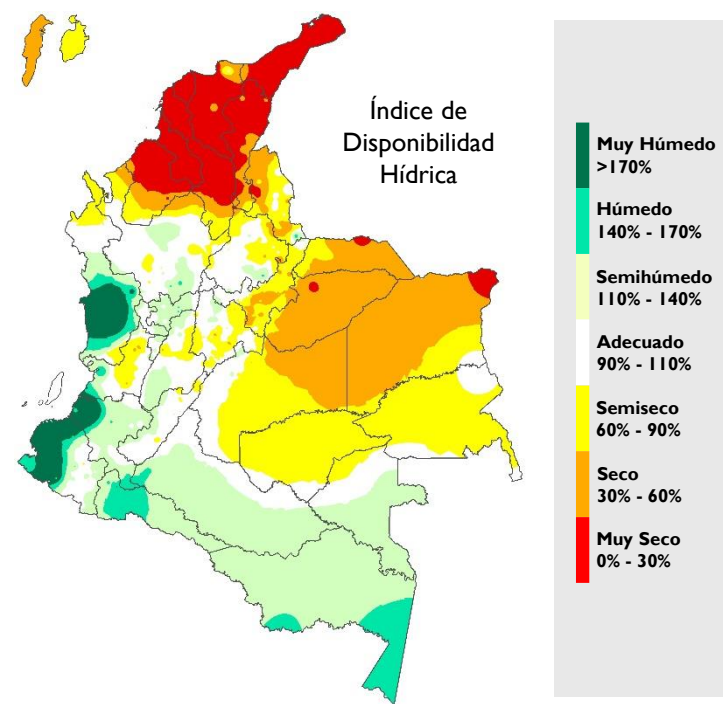 Índice de
Disponibilidad
Hídrica
Muy Húmedo
>170%
Húmedo
140% - 170%
Semihúmedo
110% - 140%
Adecuado
90% - 110%
Semiseco
60% - 90%
Seco
30% - 60%
Muy Seco
0% - 30%